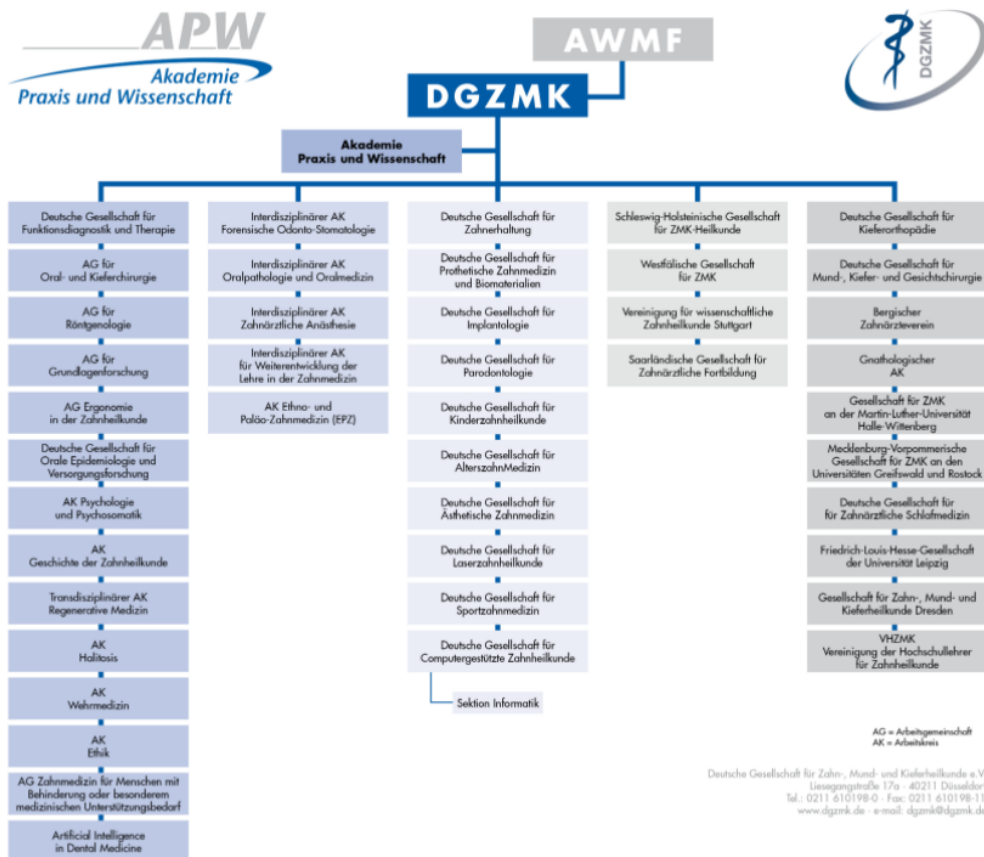 APW
Akademie
Praxis und Wissenschaft
AWMF
DGZMK
DGZMK
Akademie
Praxis und Wissenschaft
Deutsche Gesellschaft für
Funktionsdiagnostik und Therapie
AG für
Oral- und Kieferchirurgie
AG für
Röntgenologie
AG für
Grundlagenforschung
AG Ergonomie
in der Zahnheilkunde
Deutsche Gesellschaft für
Orale Epidemiologie und
Versorgungsforschung
AK Psychologie
und Psychosomatik
AK
Geschichte der Zahnheilkunde
Transdisziplinärer AK
Regenerative Medizin
AK
Halitosis
AK
Wehrmedizin
AK
Ethik
AG Zahnmedizin für Menschen mit
Behinderung oder besonderem
medizinischen Unterstützungsbedarf
Artificial Intelligence
in Dental Medicine
Interdisziplinärer AK
Forensische Odonto-Stomatologie
Interdisziplinärer AK
Oralpathologie und Oralmedizin
Interdisziplinärer AK
Zahnärztliche Anästhesie
Interdisziplinärer AK
für Weiterentwicklung der
Lehre in der Zahnmedizin
AK Ethno- und
Paläo-Zahnmedizin (EPZ)
Deutsche Gesellschaft für
Zahnerhaltung
Deutsche Gesellschaft für
Prothetische Zahnmedizin
und Biomaterialien
Deutsche Gesellschaft für
Implantologie
Deutsche Gesellschaft für
Parodontologie
Deutsche Gesellschaft für
Kinderzahnheilkunde
Deutsche Gesellschaft für
AlterszahnMedizin
Deutsche Gesellschaft für
Ästhetische Zahnmedizin
Deutsche Gesellschaft für
Laserzahnheilkunde
Deutsche Gesellschaft für
Sportzahnmedizin
Deutsche Gesellschaft für
Computergestützte Zahnheilkunde
Sektion Informatik
Schleswig-Holsteinische Gesellschaft
für ZMK-Heilkunde
Westfälische Gesellschaft
für ZMK
Vereinigung für wissenschaftliche
Zahnheilkunde Stuttgart
Saarländische Gesellschaft für
Zahnärztliche Fortbildung
Deutsche Gesellschaft für
Kieferorthopädie
Deutsche Gesellschaft für
Mund-, Kiefer- und Gesichtschirurgie
Bergischer
Zahnärzteverein
Gnathologischer
AK
Gesellschaft für ZMK
an der Martin-Luther-Universität
Halle-Wittenberg
Mecklenburg-Vorpommerische
Gesellschaft für ZMK an den
Universitäten Greifswald und Rostock
Deutsche Gesellschaft für
für Zahnärztliche Schlafmedizin
Friedrich-Louis-Hesse-Gesellschaft
der Universität Leipzig
Gesellschaft für Zahn-, Mund- und
Kieferheilkunde Dresden
VHZMK
Vereinigung der Hochschullehrer
für Zahnheilkunde
AG = Arbeitsgemeinschaft
AK = Arbeitskreis
Deutsche Gesellschaft für Zahn-, Mund- und Kieferheilkunde e.V
Liesegangstraße 17a · 40211 Düsseldorf
Tel.: 0211 610198-0 · Fax: 0211 610198-11
www.dgzmk.de · e-mail: dgzmk@dgzmk.de